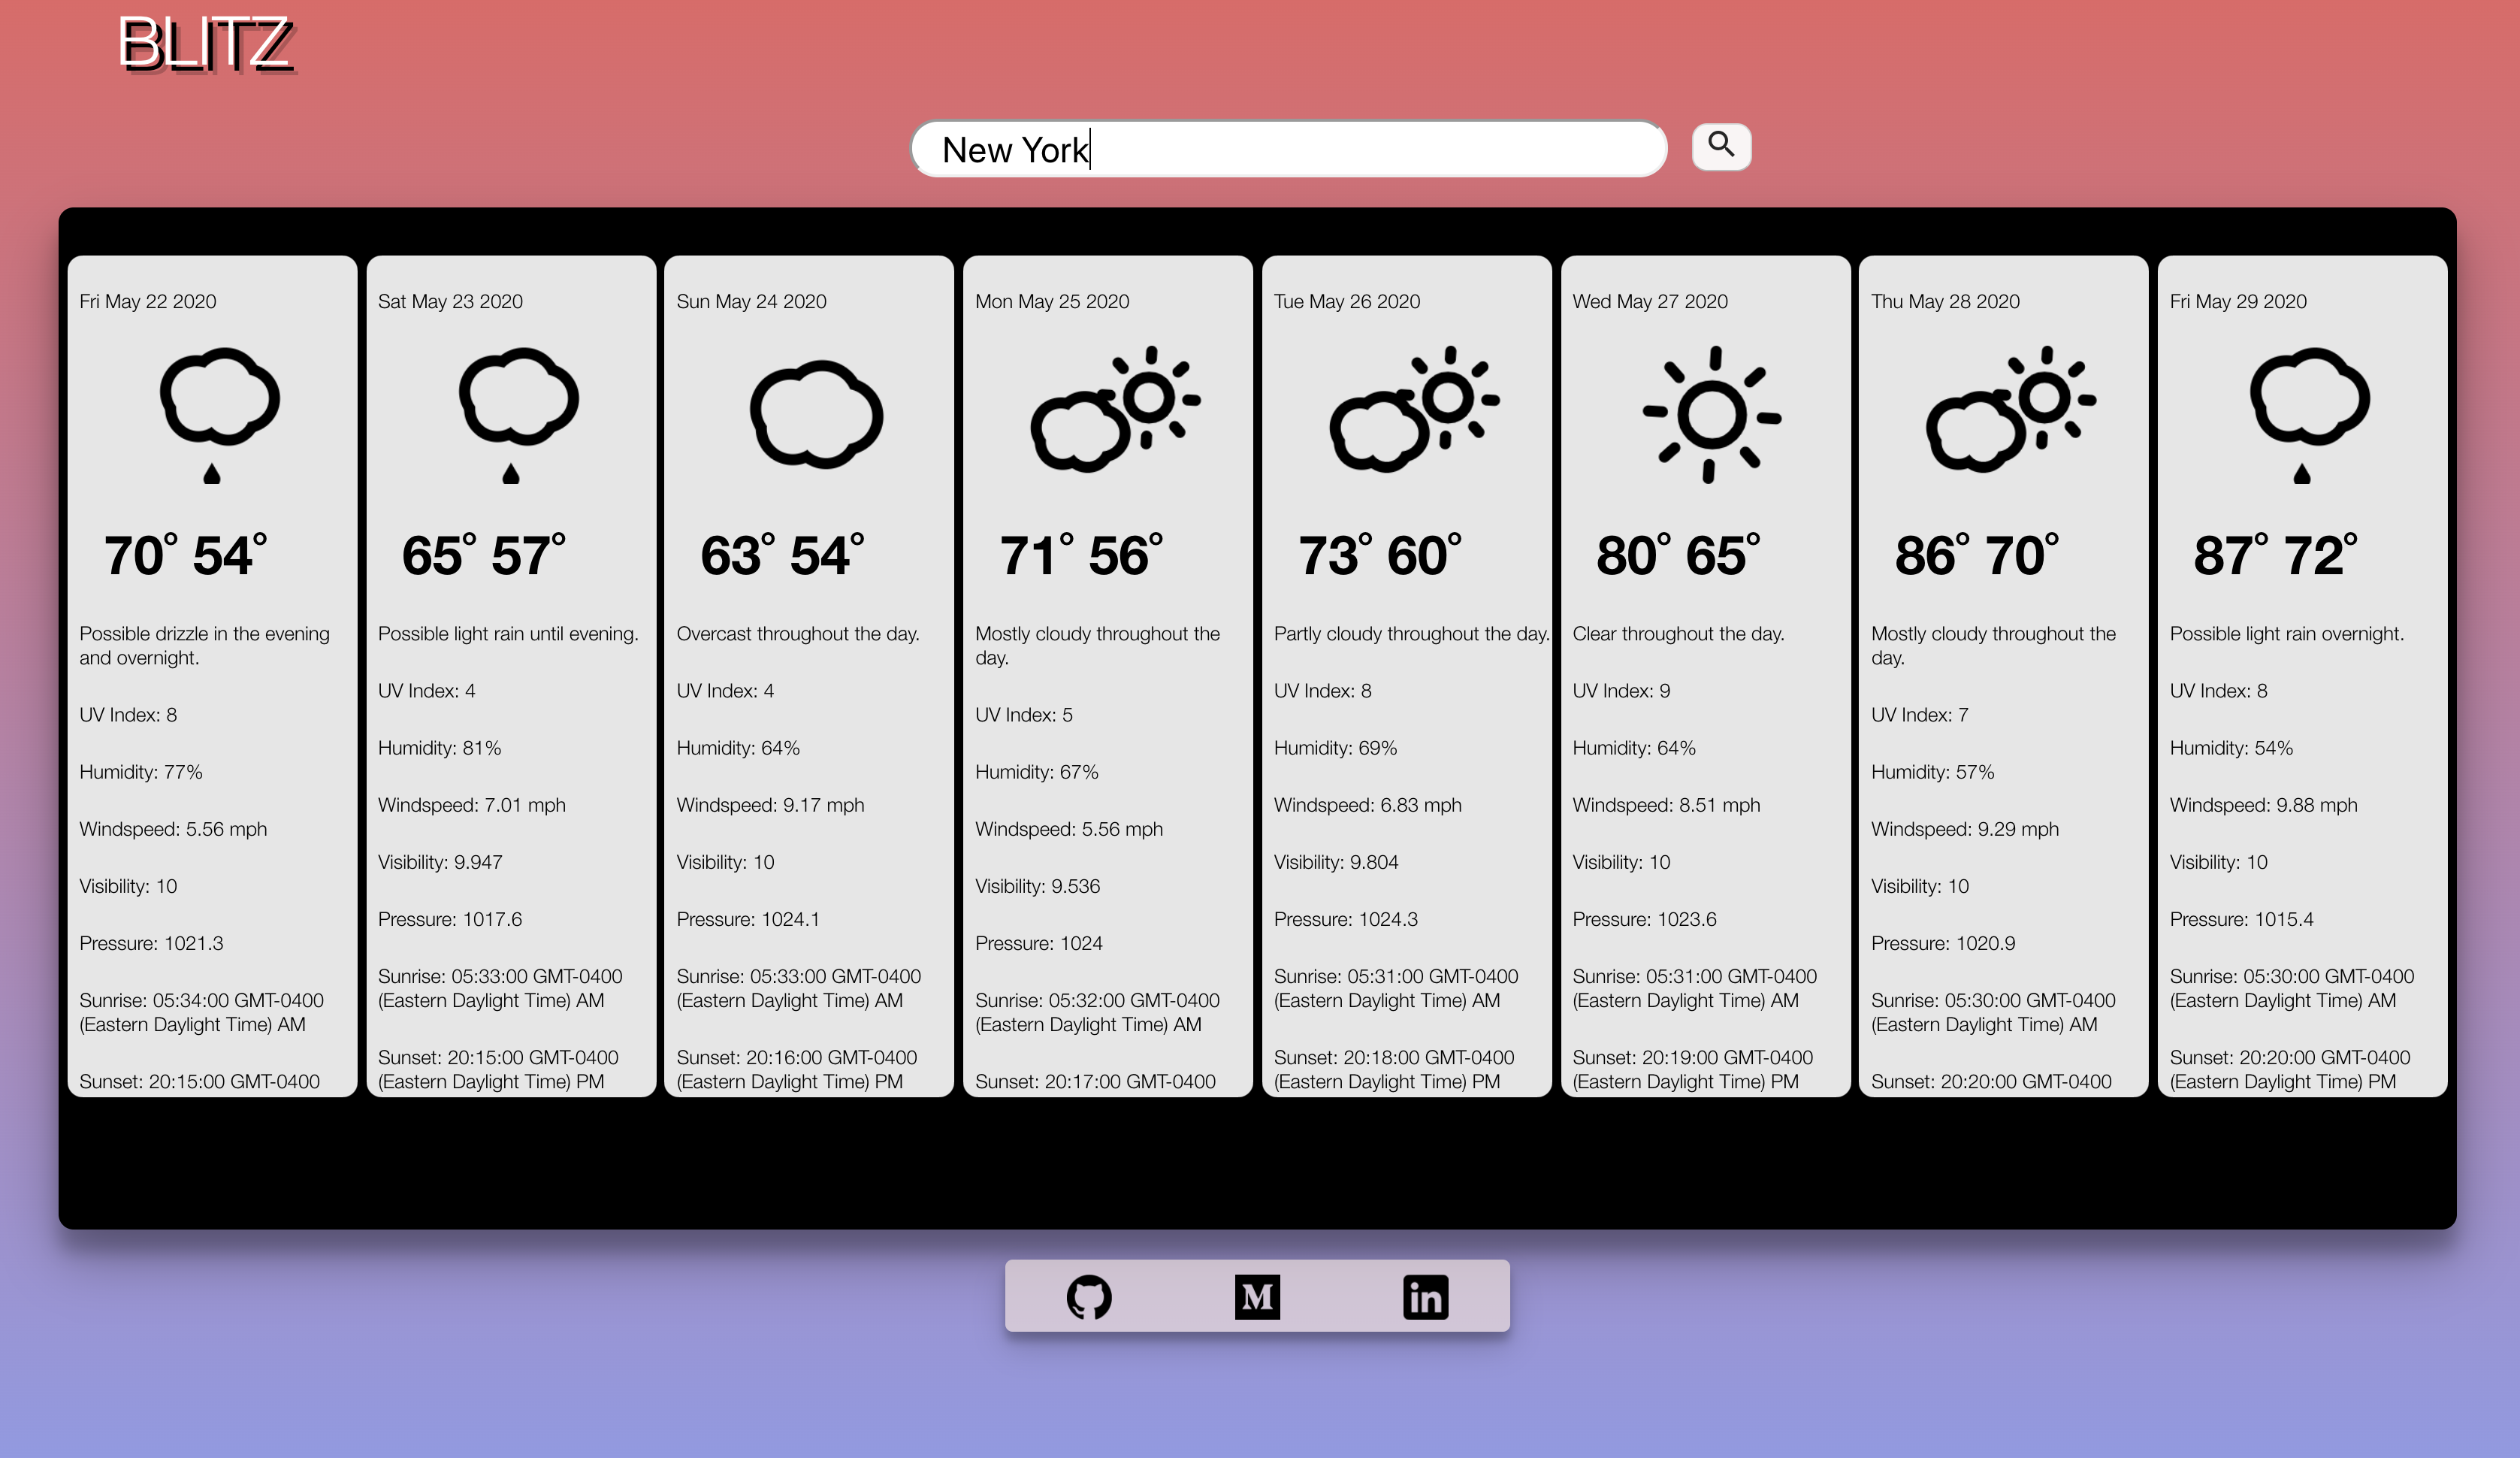 BLITZ
New York
Fri May 22 2020
70° 54°
Possible drizzle in the evening
and overnight.
UV Index: 8
Humidity: 77%
Windspeed: 5.56 mph
Visibility: 10
Pressure: 1021.3
Sunrise: 05:34:00 GMT-0400
(Eastern Daylight Time) AM
Sunset: 20:15:00 GMT-0400
Sat May 23 2020
65° 57°
Possible light rain until evening.
UV Index: 4
Humidity: 81%
Windspeed: 7.01 mph
Visibility: 9.947
Pressure: 1017.6
Sunrise: 05:33:00 GMT-0400
(Eastern Daylight Time) AM
Sunset: 20:15:00 GMT-0400
(Eastern Daylight Time) PM
Sun May 24 2020
63° 54°
Overcast throughout the day.
UV Index: 4
Humidity: 64%
Windspeed: 9.17 mph
Visibility: 10
Pressure: 1024.1
Sunrise: 05:33:00 GMT-0400
(Eastern Daylight Time) AM
Sunset: 20:16:00 GMT-0400
(Eastern Daylight Time) PM
Mon May 25 2020
71° 56°
Mostly cloudy throughout the
day.
UV Index: 5
Humidity: 67%
Windspeed: 5.56 mph
Visibility: 9.536
Pressure: 1024
Sunrise: 05:32:00 GMT-0400
(Eastern Daylight Time) AM
Sunset: 20:17:00 GMT-0400
Tue May 26 2020
73° 60°
Partly cloudy throughout the day.
UV Index: 8
Humidity: 69%
Windspeed: 6.83 mph
Visibility: 9.804
Pressure: 1024.3
Sunrise: 05:31:00 GMT-0400
(Eastern Daylight Time) AM
Sunset: 20:18:00 GMT-0400
(Eastern Daylight Time) PM
Wed May 27 2020
80° 65°
Clear throughout the day.
UV Index: 9
Humidity: 64%
Windspeed: 8.51 mph
Visibility: 10
Pressure: 1023.6
Sunrise: 05:31:00 GMT-0400
(Eastern Daylight Time) AM
Sunset: 20:19:00 GMT-0400
(Eastern Daylight Time) PM
Thu May 28 2020
86° 70°
Mostly cloudy throughout the
day.
UV Index: 7
Humidity: 57%
Windspeed: 9.29 mph
Visibility: 10
Pressure: 1020.9
Sunrise: 05:30:00 GMT-0400
(Eastern Daylight Time) AM
Sunset: 20:20:00 GMT-0400
Fri May 29 2020
87° 72°
Possible light rain overnight.
UV Index: 8
Humidity: 54%
Windspeed: 9.88 mph
Visibility: 10
Pressure: 1015.4
Sunrise: 05:30:00 GMT-0400
(Eastern Daylight Time) AM
Sunset: 20:20:00 GMT-0400
(Eastern Daylight Time) PM
M
in